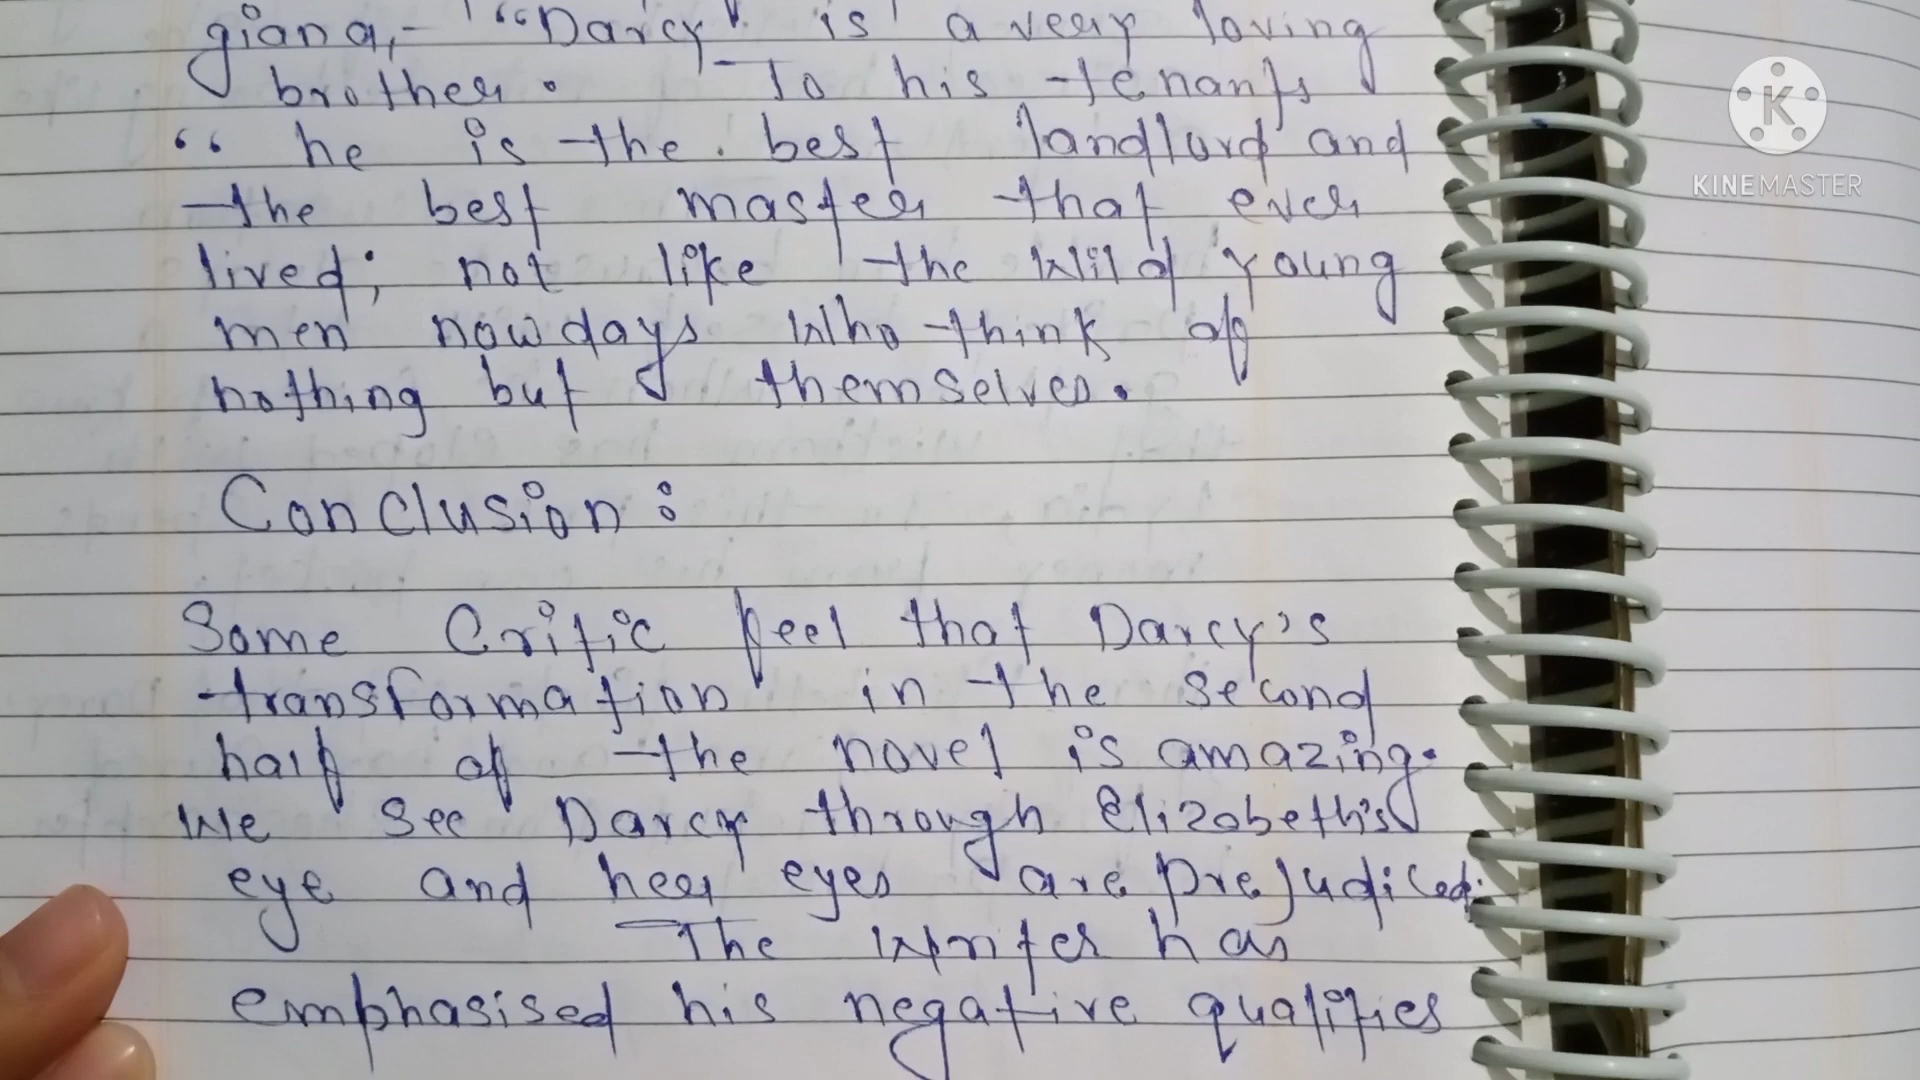 giana, "Darcy" is a very loving
brother. To his tenants
“ he is the best landlord and
the best master that ever
lived; not like the wild young
men nowdays who think of
nothing but themselves.
Conclusion:
Some Critic feel that Darcy's
transformation in the second
half of the novel is amazing.
We see Darcy through Elizabeth's
eye and her eyes are prejudiced.
The writer has
emphasised his negative qualities
K
KINEMASTER